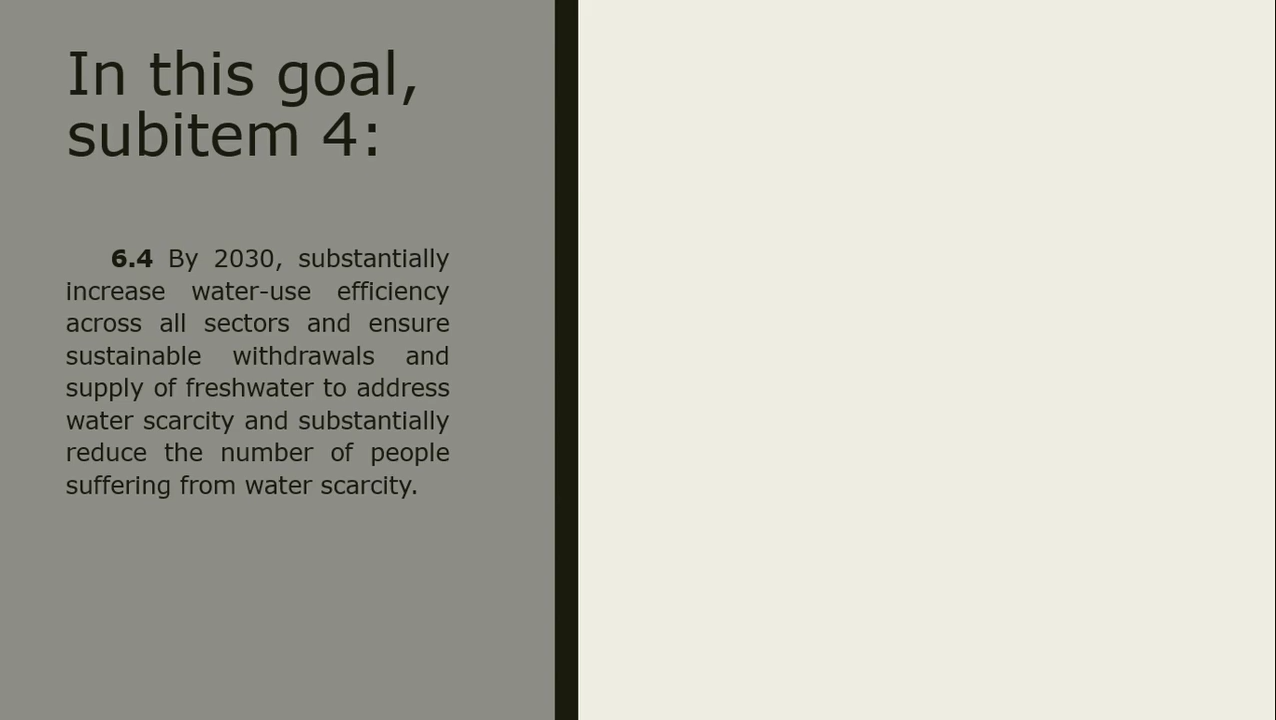 In this goal,
subitem 4:
6.4 By 2030, substantially
increase water-use efficiency
across all sectors and ensure
sustainable withdrawals and
supply of freshwater to address
water scarcity and substantially
reduce the number of people
suffering from water scarcity.